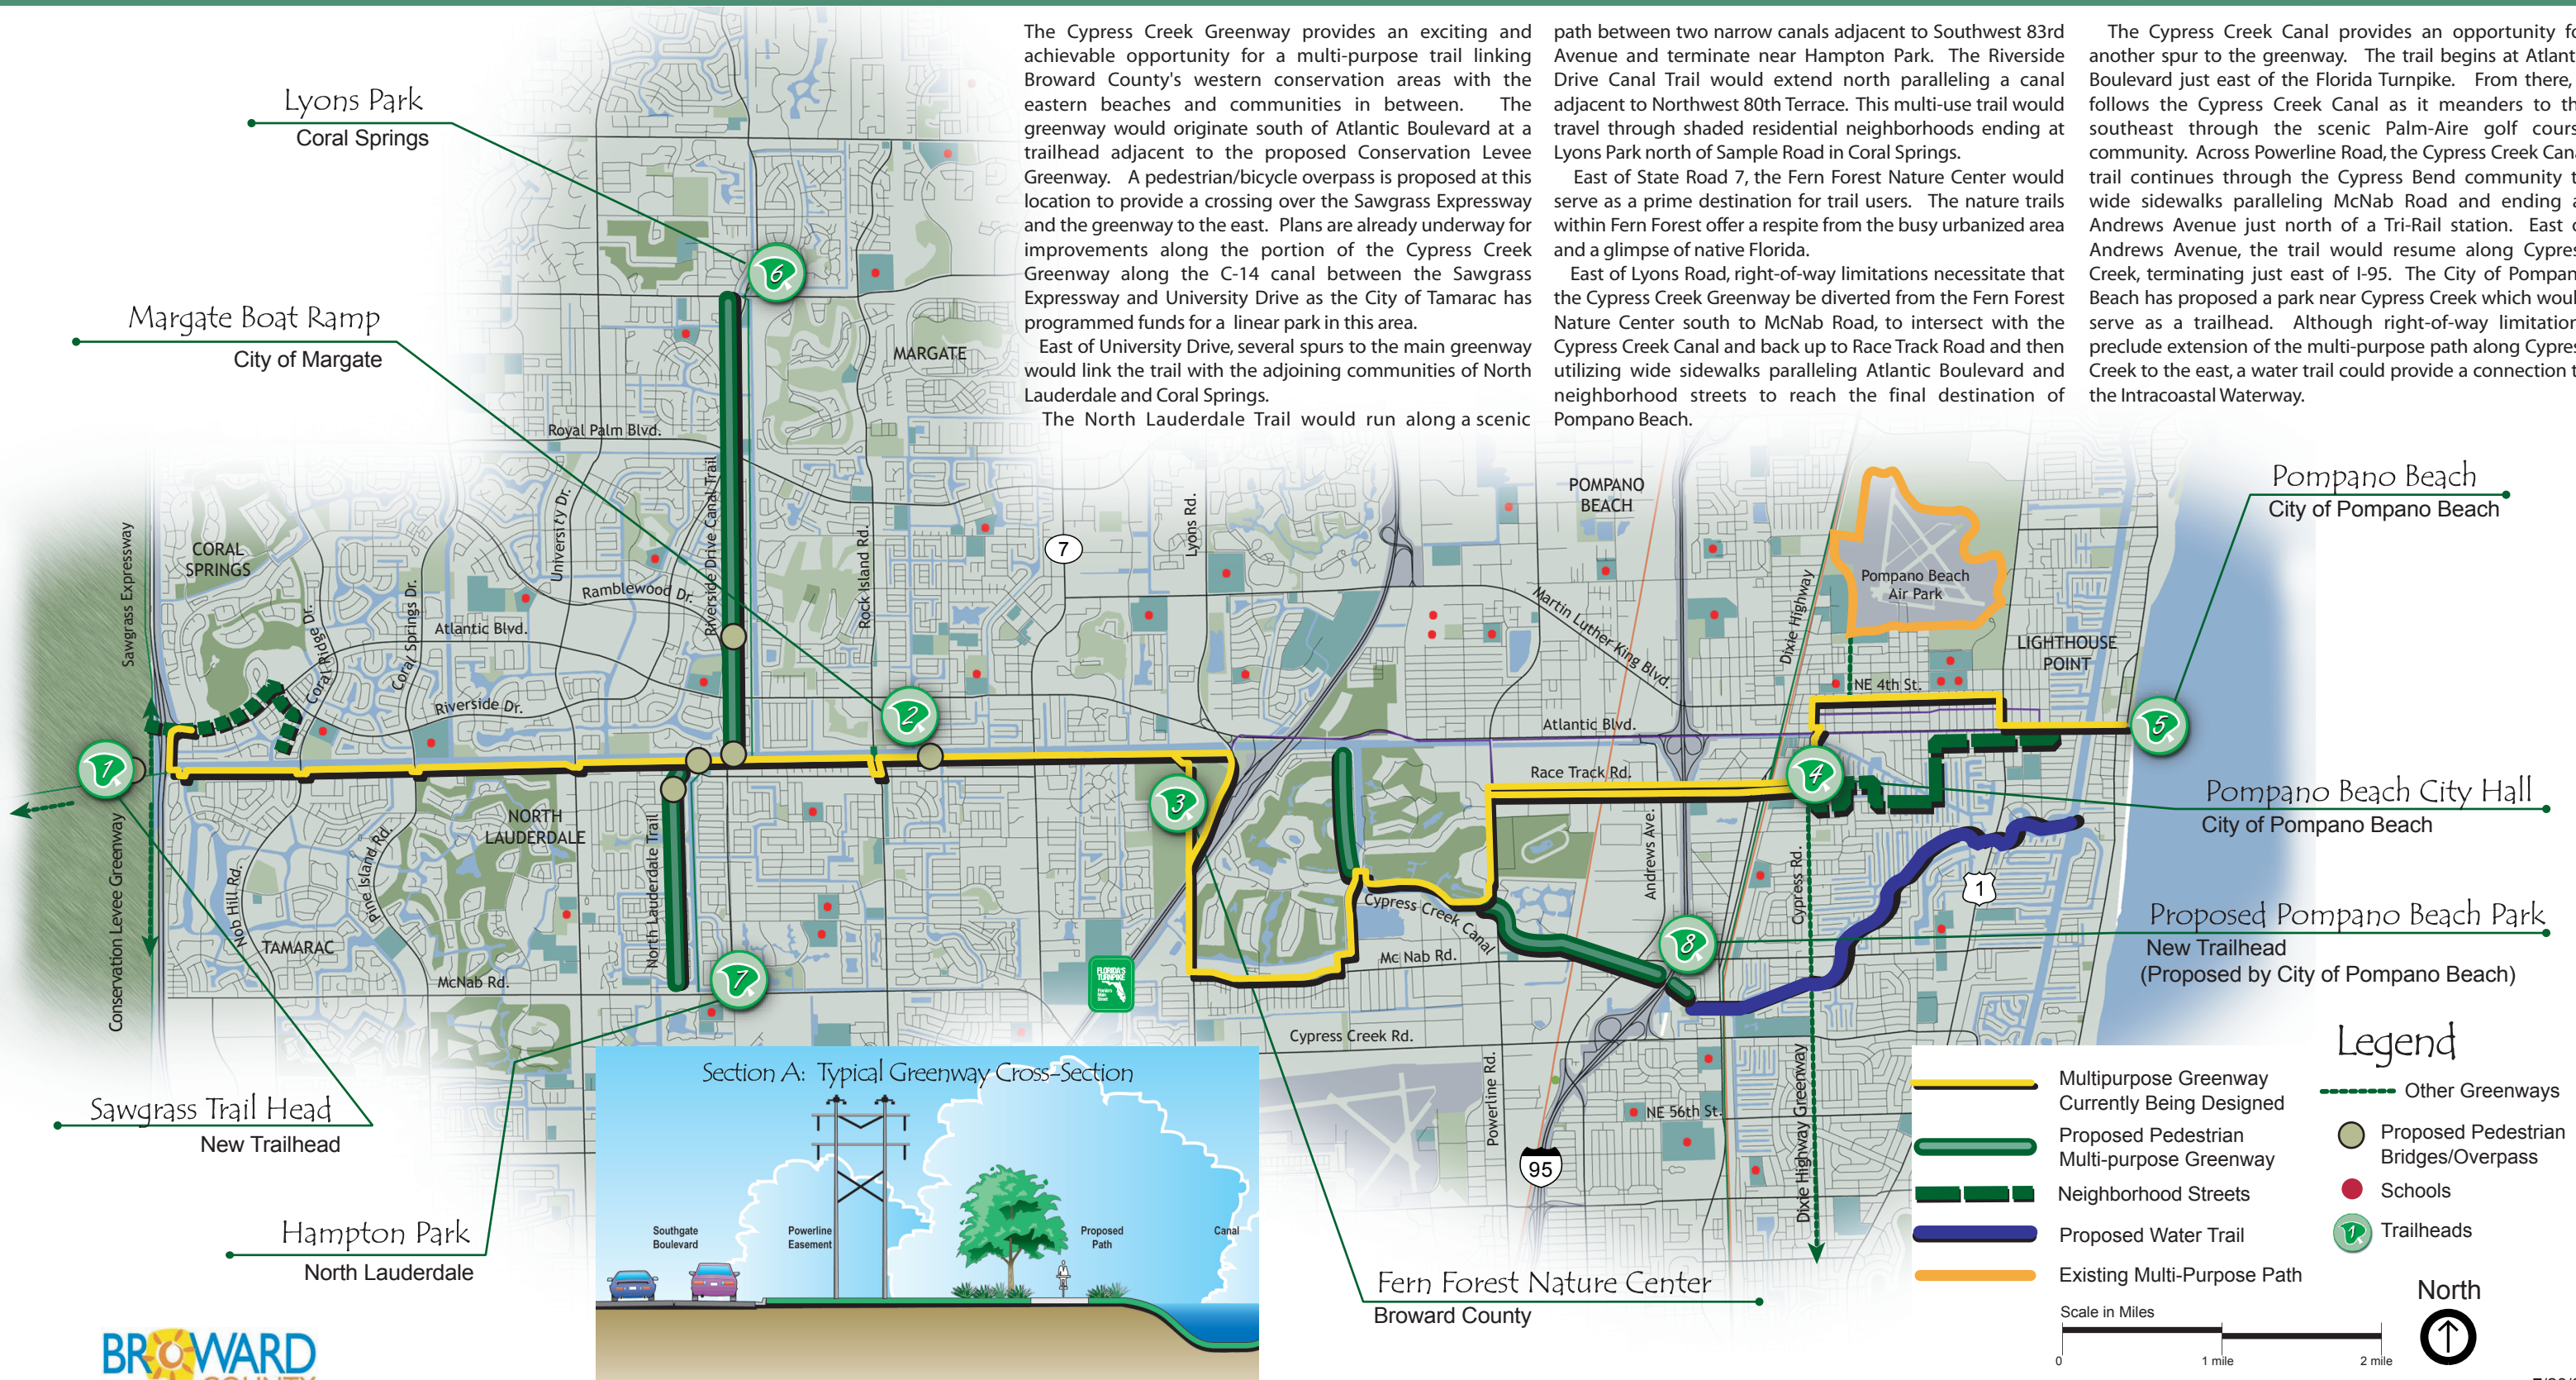 The Cypress Creek Greenway provides an exciting and
achievable opportunity for a multi-purpose trail linking
Broward County's western conservation areas with the
eastern beaches and communities in between. The
greenway would originate south of Atlantic Boulevard at a
trailhead adjacent to the proposed Conservation Levee
Greenway. A pedestrian/bicycle overpass is proposed at this
location to provide a crossing over the Sawgrass Expressway
and the greenway to the east. Plans are already underway for
improvements along the portion of the Cypress Creek
Greenway along the C-14 canal between the Sawgrass
Expressway and University Drive as the City of Tamarac has
programmed funds for a linear park in this area.
East of University Drive, several spurs to the main greenway
would link the trail with the adjoining communities of North
Lauderdale and Coral Springs.
The North Lauderdale Trail would run along a scenic
path between two narrow canals adjacent to Southwest 83rd
Avenue and terminate near Hampton Park. The Riverside
Drive Canal Trail would extend north paralleling a canal
adjacent to Northwest 80th Terrace. This multi-use trail would
travel through shaded residential neighborhoods ending at
Lyons Park north of Sample Road in Coral Springs.
East of State Road 7, the Fern Forest Nature Center would
serve as a prime destination for trail users. The nature trails
within Fern Forest offer a respite from the busy urbanized area
and a glimpse of native Florida.
East of Lyons Road, right-of-way limitations necessitate that
the Cypress Creek Greenway be diverted from the Fern Forest
Nature Center south to McNab Road, to intersect with the
Cypress Creek Canal and back up to Race Track Road and then
utilizing wide sidewalks paralleling Atlantic Boulevard and
neighborhood streets to reach the final destination of
Pompano Beach.
The Cypress Creek Canal provides an opportunity fo
another spur to the greenway. The trail begins at Atlant
Boulevard just east of the Florida Turnpike. From there,
follows the Cypress Creek Canal as it meanders to th
southeast through the scenic Palm-Aire golf cours
community. Across Powerline Road, the Cypress Creek Cana
trail continues through the Cypress Bend community t
wide sidewalks paralleling McNab Road and ending a
Andrews Avenue just north of a Tri-Rail station. East o
Andrews Avenue, the trail would resume along Cypres
Creek, terminating just east of I-95. The City of Pompan
Beach has proposed a park near Cypress Creek which woul
serve as a trailhead. Although right-of-way limitation
preclude extension of the multi-purpose path along Cypres
Creek to the east, a water trail could provide a connection t
the Intracoastal Waterway.
Lyons Park
Coral Springs
Margate Boat Ramp
City of Margate
6
MARGATE
Royal Palm Blvd.
Pompano Beach
City of Pompano Beach
POMPANO
BEACH
Sawgrass Expressway
CORAL
SPRINGS
University Dr.
Riverside Drive Canal Trail
Rock Island Rd.
7
Lyons Rd.
Pompano Beach
Air Park
Martin Luther King Blvd.
Dixie Highway
LIGHTHOUSE
POINT
Ramblewood Dr.
Coral Ridge Dr.
Coral Springs Dr.
Atlantic Blvd.
Riverside Dr.
NE 4th St.
2
Atlantic Blvd.
5
1
3
Race Track Rd.
4
Pompano Beach City Hall
City of Pompano Beach
NORTH
LAUDERDALE
North Lauderdale Trail
Conservation Levee Greenway
Nob Hill Rd.
Pine Island Rd.
Andrews Ave.
Cypress Rd.
1
Cypress Creek Canal
8
Proposed Pompano Beach Park
New Trailhead
(Proposed by City of Pompano Beach)
TAMARAC
McNab Rd.
7
FLORIDA'S
TURNPIKE
Mc Nab Rd.
Cypress Creek Rd.
Powerline Rd.
NE 56th St.
Dixie Highway Greenway
95
Sawgrass Trail Head
New Trailhead
Hampton Park
North Lauderdale
Section A: Typical Greenway Cross-Section
Southgate
Boulevard
Powerline
Easement
Proposed
Path
Canal
Fern Forest Nature Center
Broward County
Legend
Multipurpose Greenway
Currently Being Designed
Proposed Pedestrian
Multi-purpose Greenway
Neighborhood Streets
Proposed Water Trail
Existing Multi-Purpose Path
Other Greenways
Proposed Pedestrian
Bridges/Overpass
Schools
1
Trailheads
Scale in Miles
0
1 mile
2 mile
North
BROWARD
COUNTY